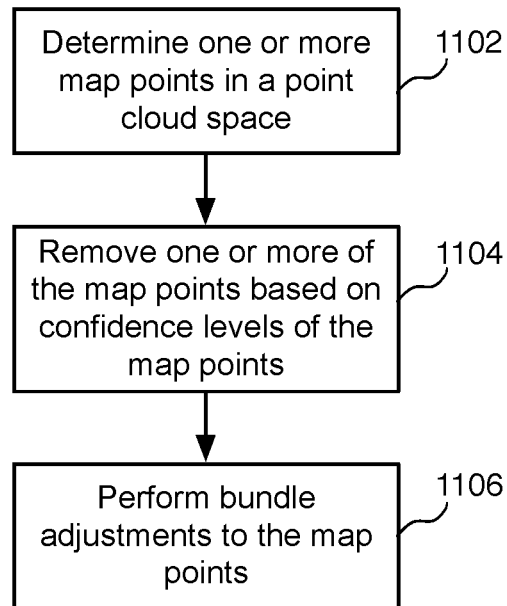 Determine one or more
map points in a point
cloud space
1102
Remove one or more of
the map points based on
confidence levels of the
map points
1104
Perform bundle
adjustments to the map
points
1106